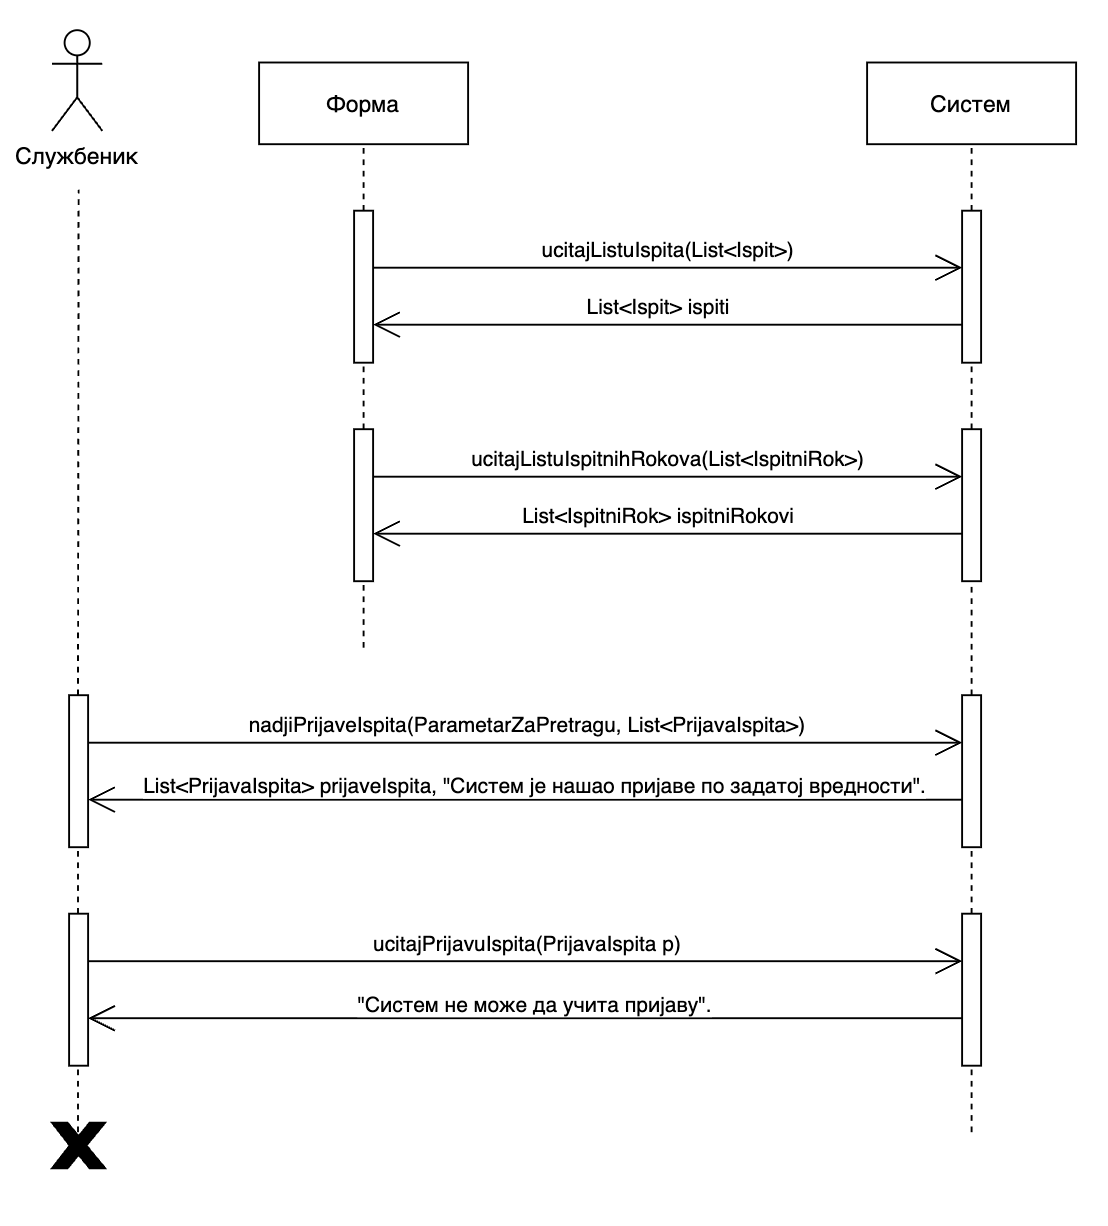 Службеник
Форма
Систем
ucitajListuIspita(List<Ispit>)
List<Ispit> ispiti
ucitajListuIspitnihRokova(List<IspitniRok>)
List<IspitniRok> ispitniRokovi
nadjiPrijaveIspita(ParametarZaPretragu, List<PrijavaIspita>)
List<PrijavaIspita> prijaveIspita, "Систем је нашао пријаве по задатој вредности".
ucitajPrijavuIspita(PrijavaIspita p)
"Систем не може да учита пријаву".